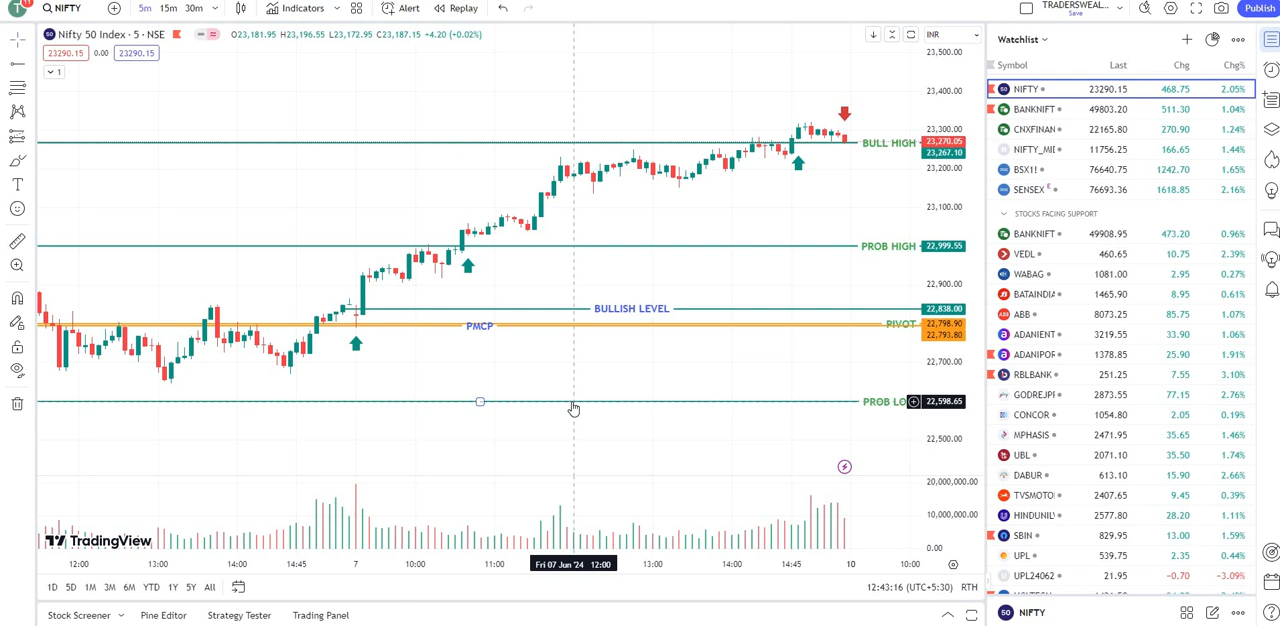 T 11 NIFTY 5m 15m 30m Indicators Alert Replay TRADERSWEAL... Save Publish
Nifty 50 Index · 5 · NSE O23,181.95 H23,196.55 L23,172.95 C23,187.15 +4.20 (+0.02%) INR
23290.15 0.00 23290.15
1
23,500.00
23,400.00
23,300.00
BULL HIGH 23,270.05
23,267.10
23,200.00
23,100.00
PROB HIGH 22,999.55
22,900.00
BULLISH LEVEL 22,838.00
PMCP PIVOT 22,798.90
22,793.80
22,700.00
PROB LO 22,598.65
22,500.00
20,000,000.00
10,000,000.00
0.00
TradingView
12:00 13:00 14:00 14:45 7 10:00 11:00 Fri 07 Jun '24 12:00 13:00 14:00 14:45 10 10:00
1D 5D 1M 3M 6M YTD 1Y 5Y All 12:43:16 (UTC+5:30) RTH
Stock Screener Pine Editor Strategy Tester Trading Panel
Watchlist
Symbol Last Chg Chg%
NIFTY 23290.15 468.75 2.05%
BANKNIFT 49803.20 511.30 1.04%
CNXFINAN 22165.80 270.90 1.24%
NIFTY_MII 11756.25 166.65 1.44%
BSX1! 76640.75 1242.70 1.65%
SENSEX E 76693.36 1618.85 2.16%
STOCKS FACING SUPPORT
BANKNIFT 49908.95 473.20 0.96%
VEDL 460.65 10.75 2.39%
WABAG 1081.00 2.95 0.27%
BATAINDIA 1465.90 8.95 0.61%
ABB 8073.25 85.75 1.07%
ADANIENT 3219.55 33.90 1.06%
ADANIPOR 1378.85 25.90 1.91%
RBLBANK 251.25 7.55 3.10%
GODREJPF 2883.55 77.15 2.76%
CONCOR 1054.80 2.05 0.19%
MPHASIS 2471.95 35.65 1.46%
UBL 2071.10 35.50 1.74%
DABUR 613.10 15.90 2.66%
TVSMOTO 2407.65 9.45 0.39%
HINDUNILV 2577.80 28.20 1.11%
SBIN 829.95 13.00 1.59%
UPL 539.75 2.35 0.44%
UPL24062 21.95 -0.70 -3.09%
NIFTY